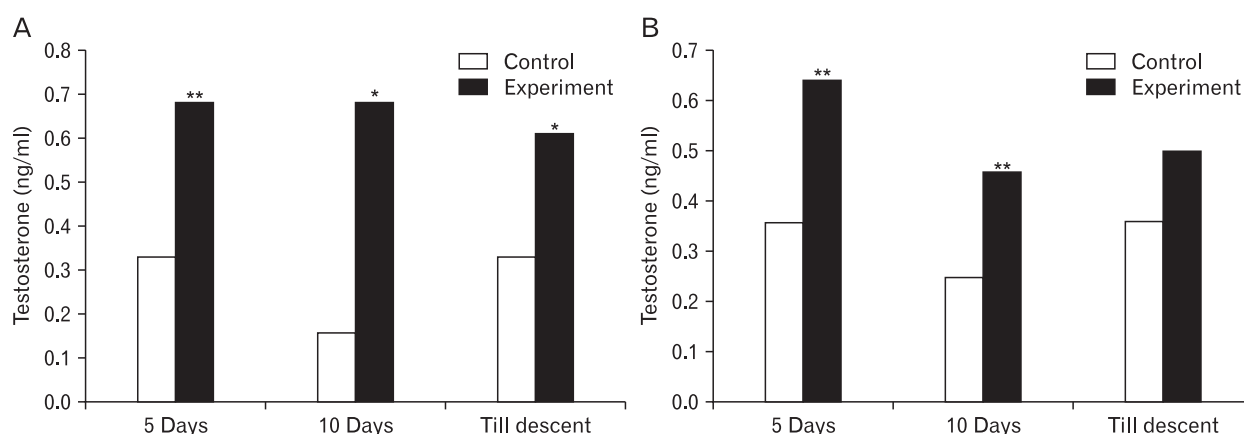 A
Testosterone (ng/ml)
0.8
0.7
0.6
0.5
0.4
0.3
0.2
0.1
0.0
Control
Experiment
**
*
*
5 Days
10 Days
Till descent
B
Testosterone (ng/ml)
0.7
0.6
0.5
0.4
0.3
0.2
0.1
0.0
Control
Experiment
**
**
5 Days
10 Days
Till descent